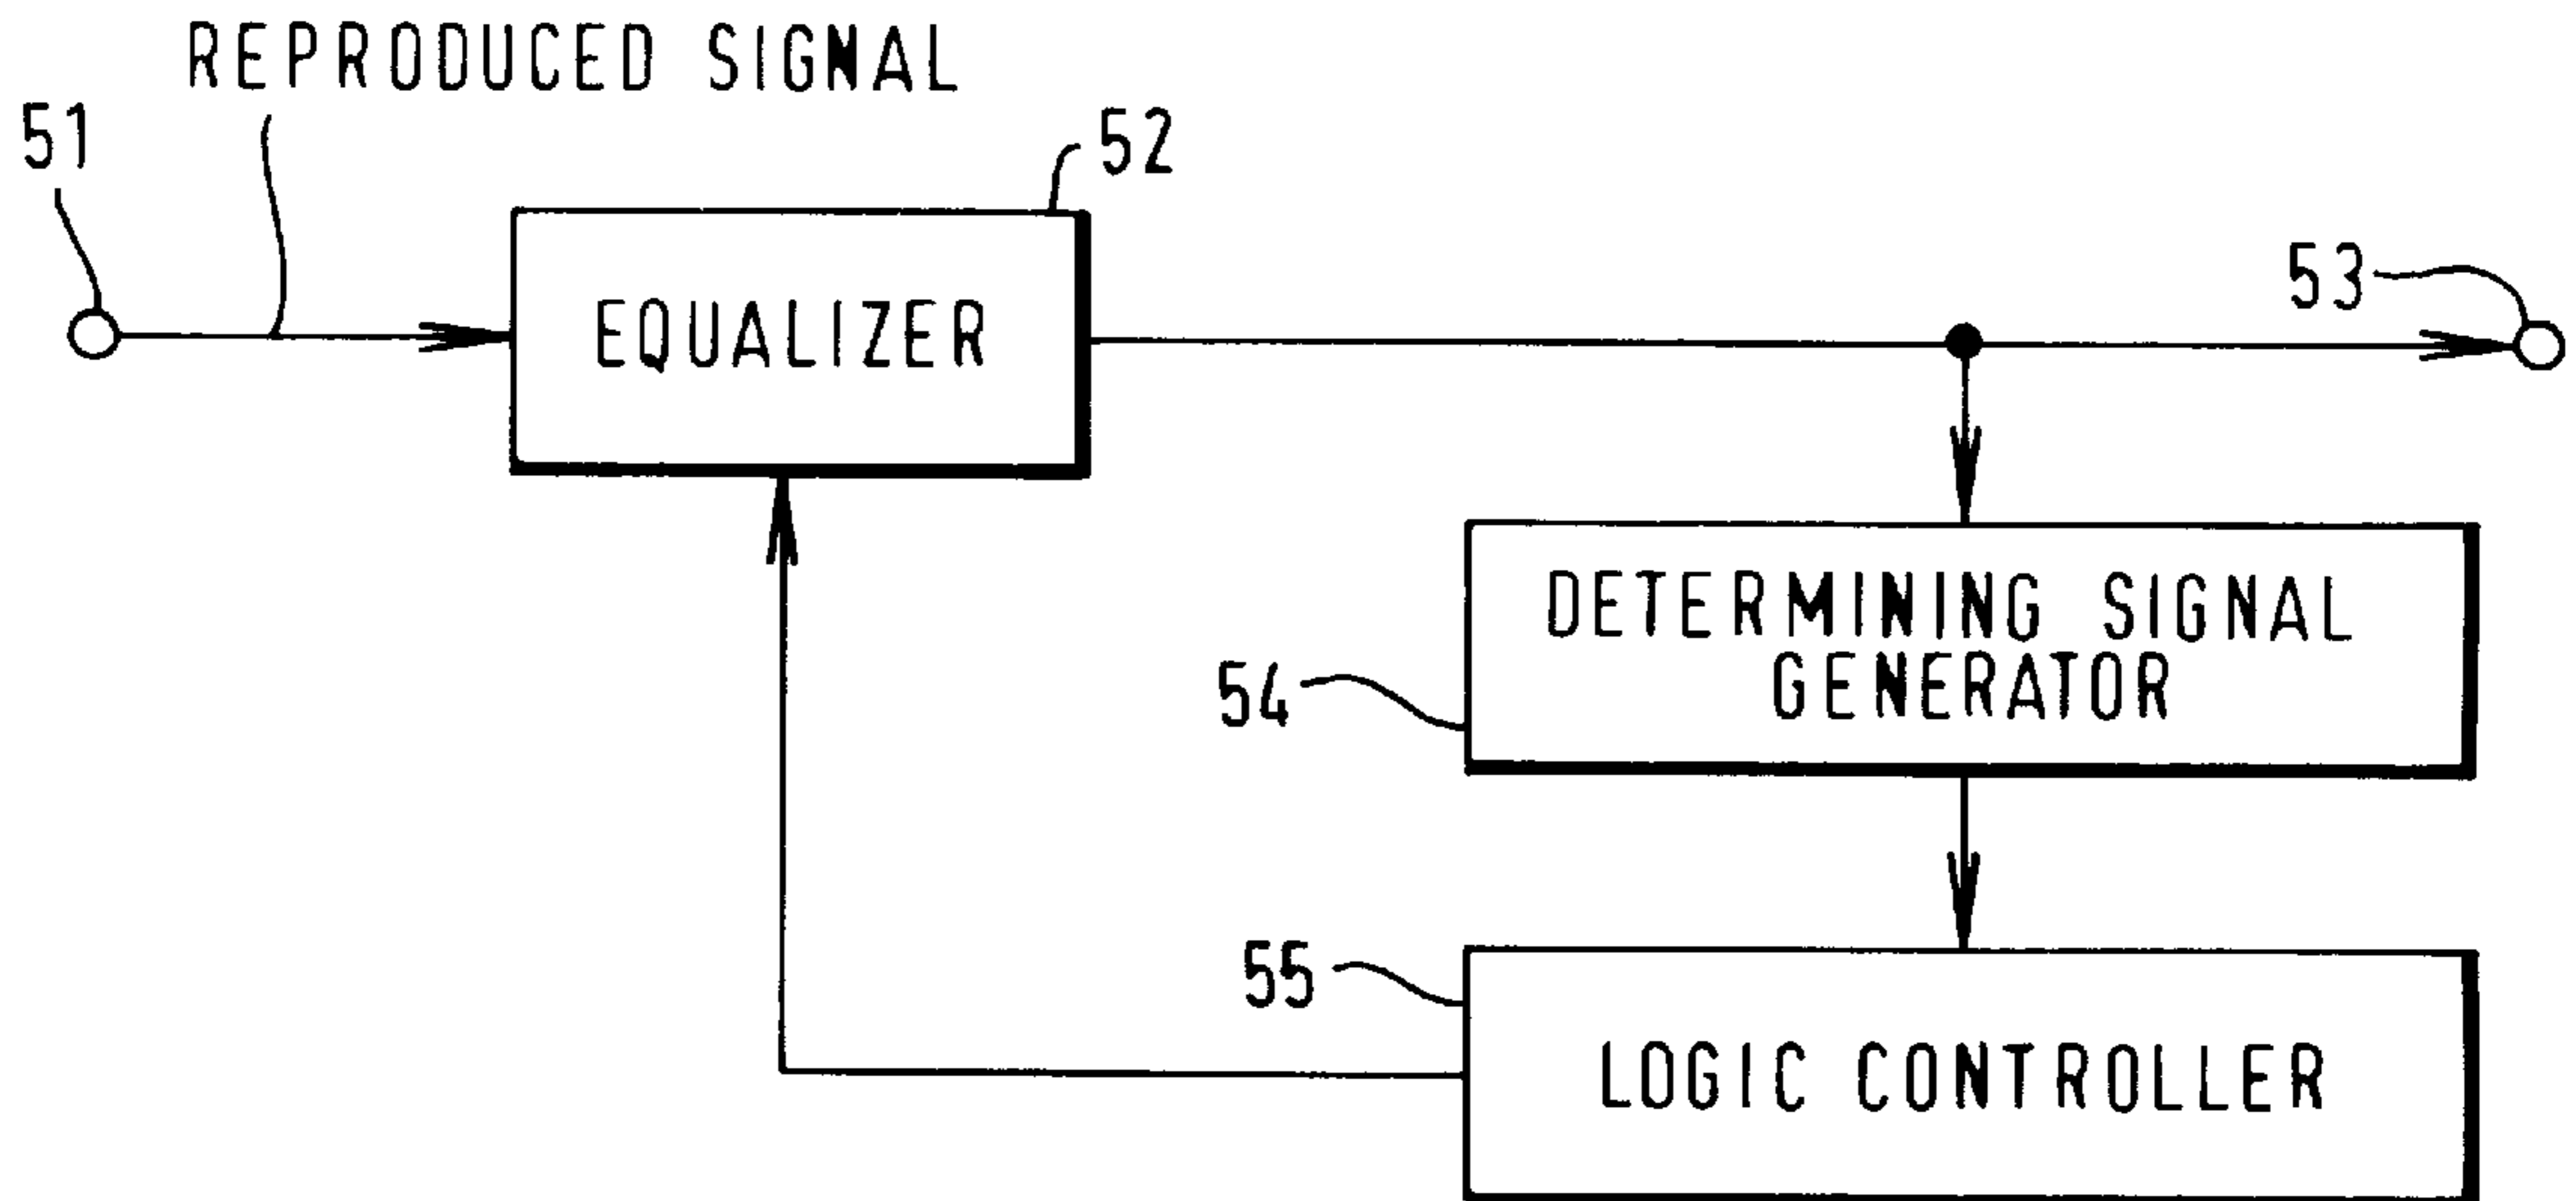 REPRODUCED SIGNAL
51
52
53
EQUALIZER
DETERMINING SIGNAL
GENERATOR
54
55
LOGIC CONTROLLER